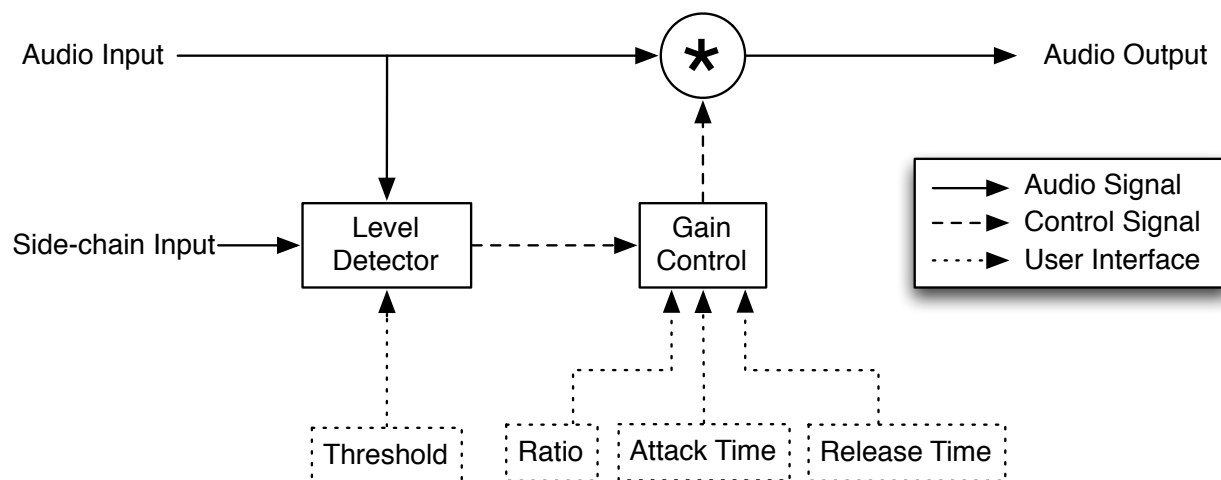 Audio Input
*
Audio Output
Audio Signal
Control Signal
User Interface
Side-chain Input
Level
Detector
Gain
Control
Threshold
Ratio
Attack Time
Release Time